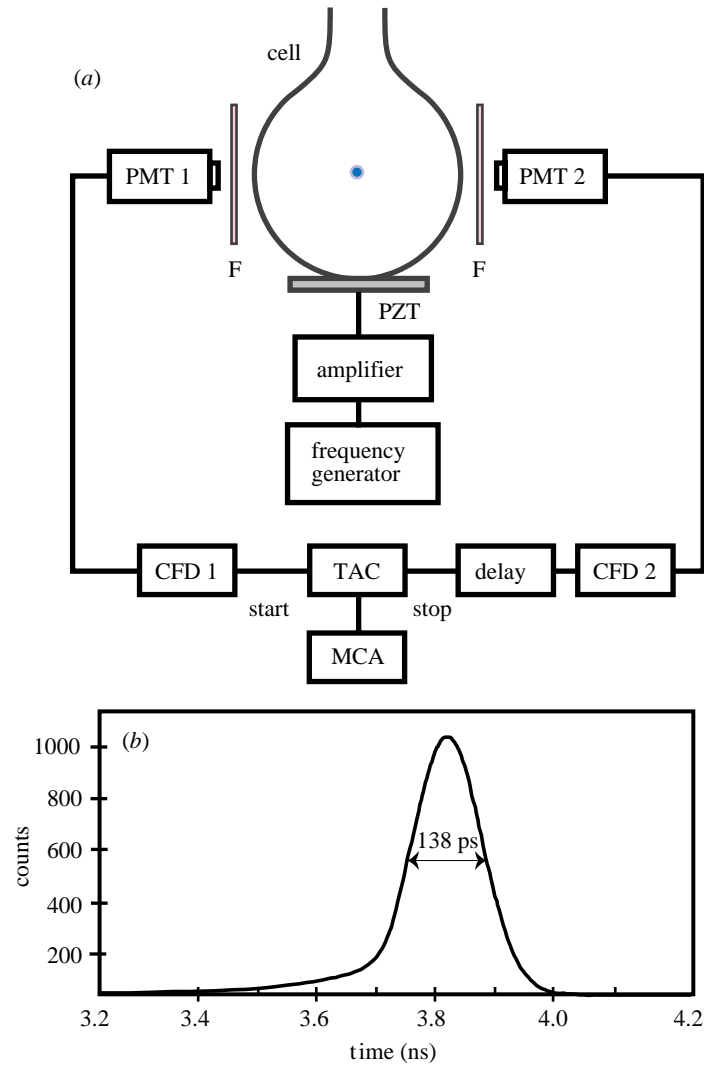 cell
(a)
PMT 1
PMT 2
F
F
PZT
amplifier
frequency
generator
CFD 1
TAC
delay
CFD 2
start
stop
MCA
(b)
1000
800
600
400
200
counts
138 ps
3.2
3.4
3.6
3.8
4.0
4.2
time (ns)